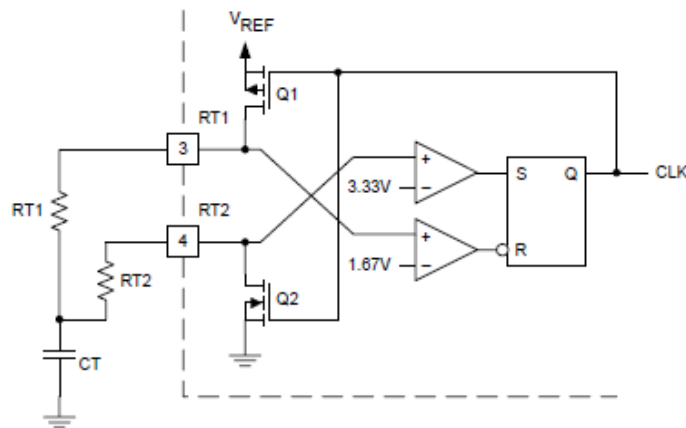 VREF
Q1
RT1
3
RT1
3.33V
+
−
S
Q
CLK
RT2
4
RT2
1.67V
+
−
R
Q2
CT